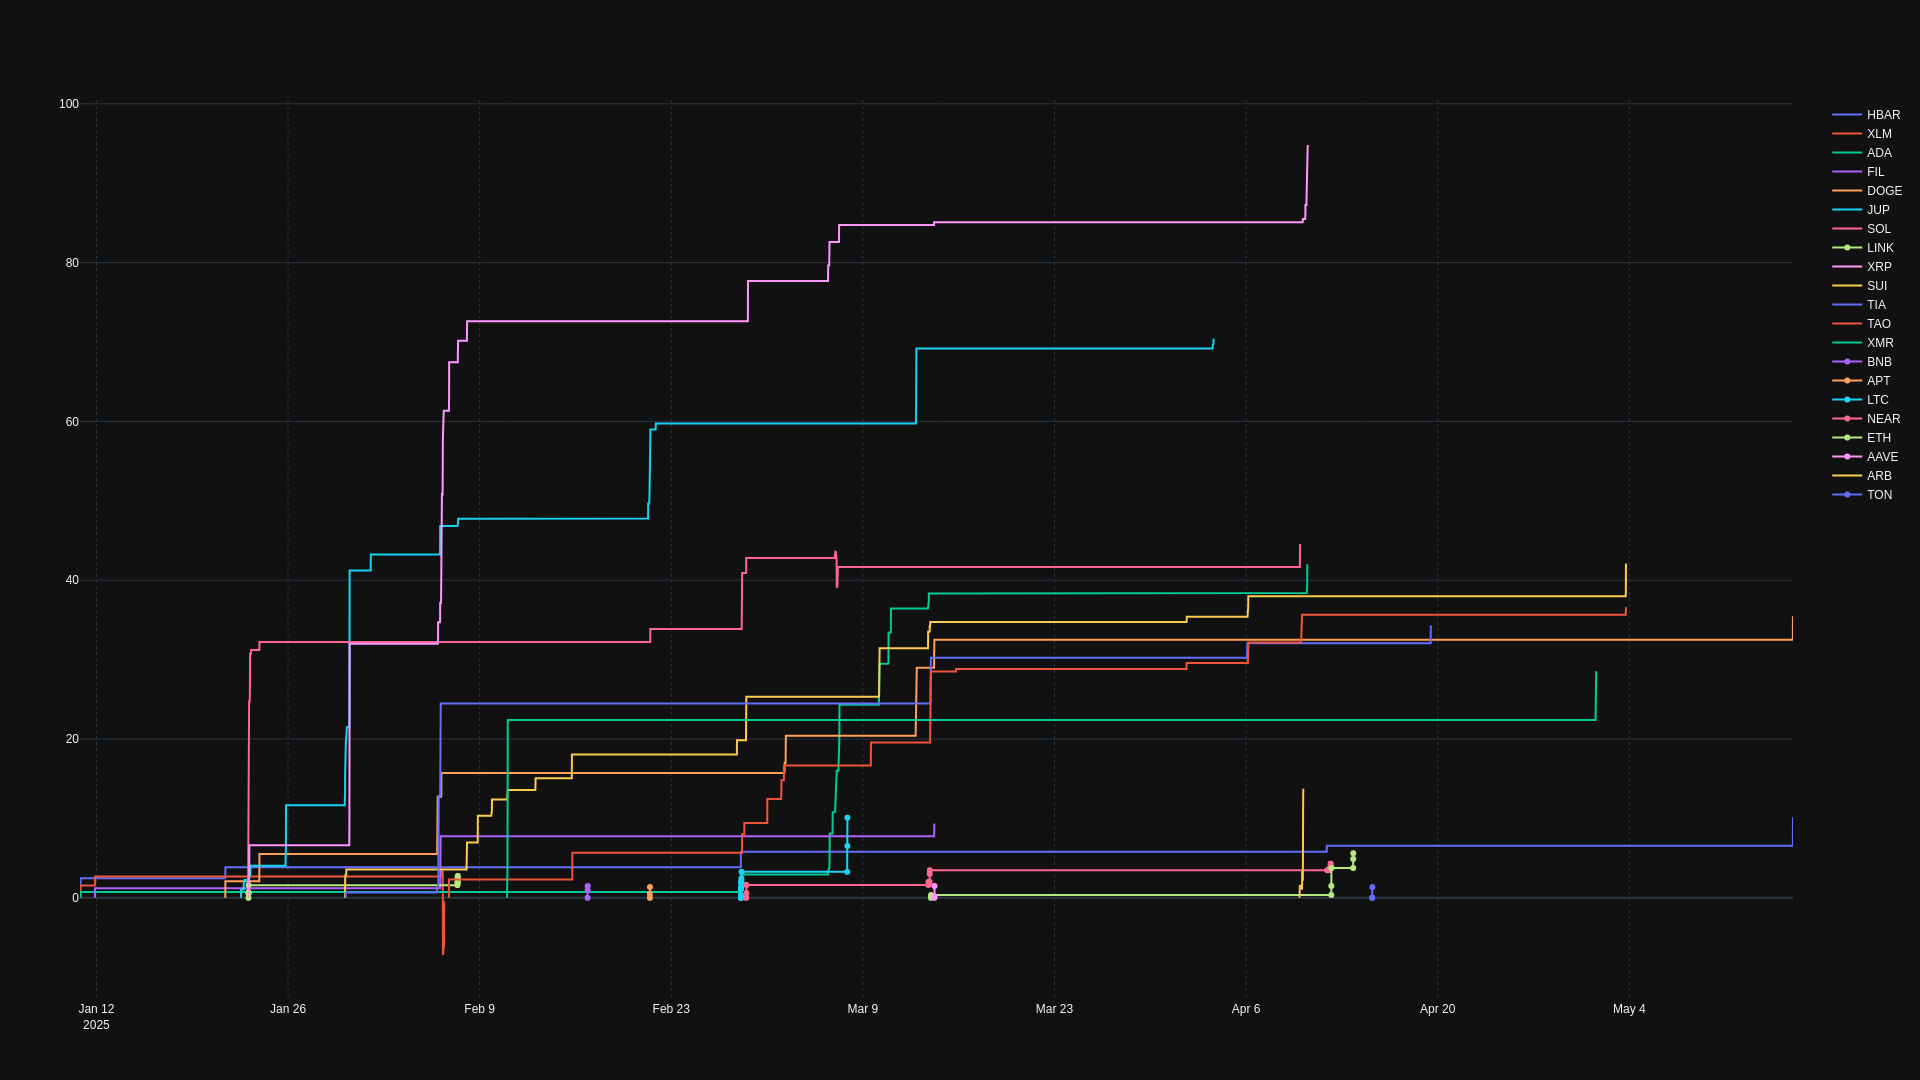 100
80
60
40
20
0
Jan 12
2025
Jan 26
Feb 9
Feb 23
Mar 9
Mar 23
Apr 6
Apr 20
May 4
HBAR
XLM
ADA
FIL
DOGE
JUP
SOL
LINK
XRP
SUI
TIA
TAO
XMR
BNB
APT
LTC
NEAR
ETH
AAVE
ARB
TON